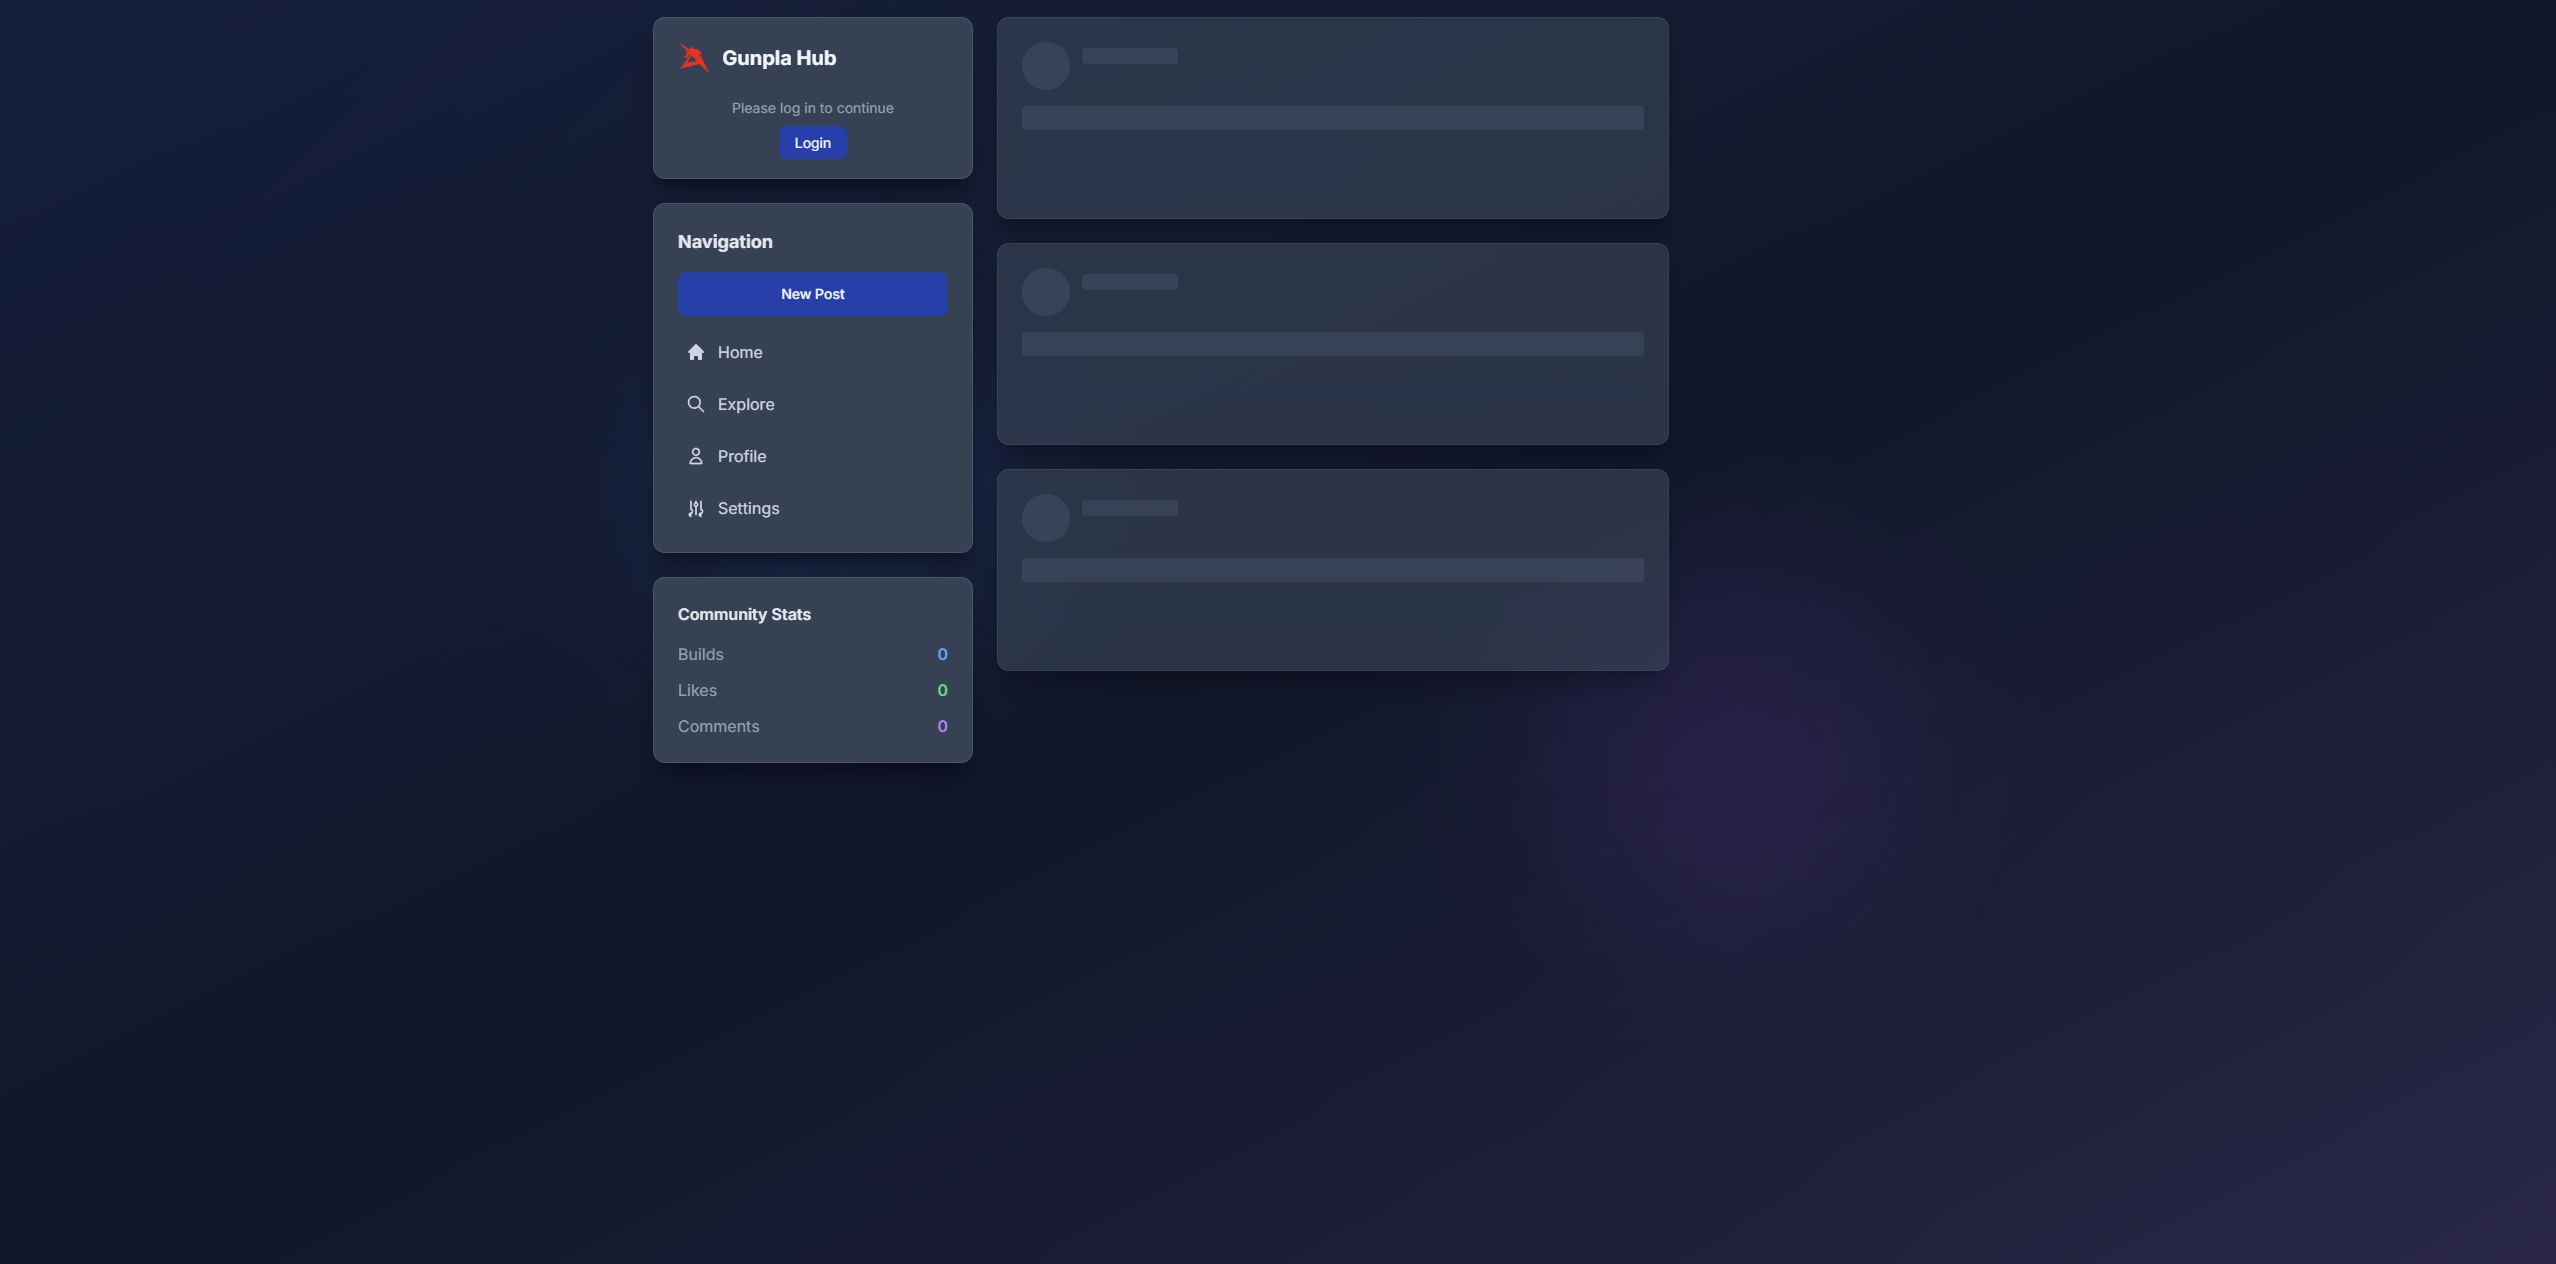 Gunpla Hub
Please log in to continue
Login
Navigation
New Post
Home
Explore
Profile
Settings
Community Stats
Builds 0
Likes 0
Comments 0